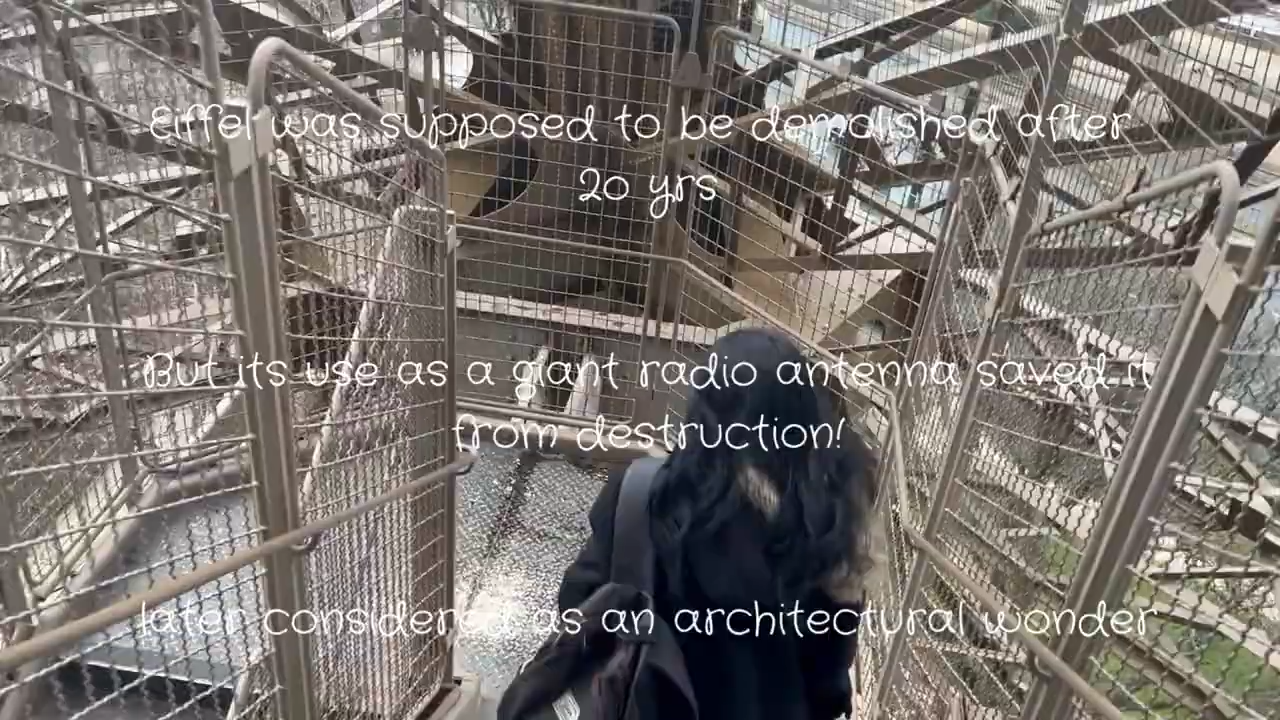 Eiffel was supposed to be demolished after
20 yrs
But its use as a giant radio antenna saved it
from destruction!
later considered as an architectural wonder